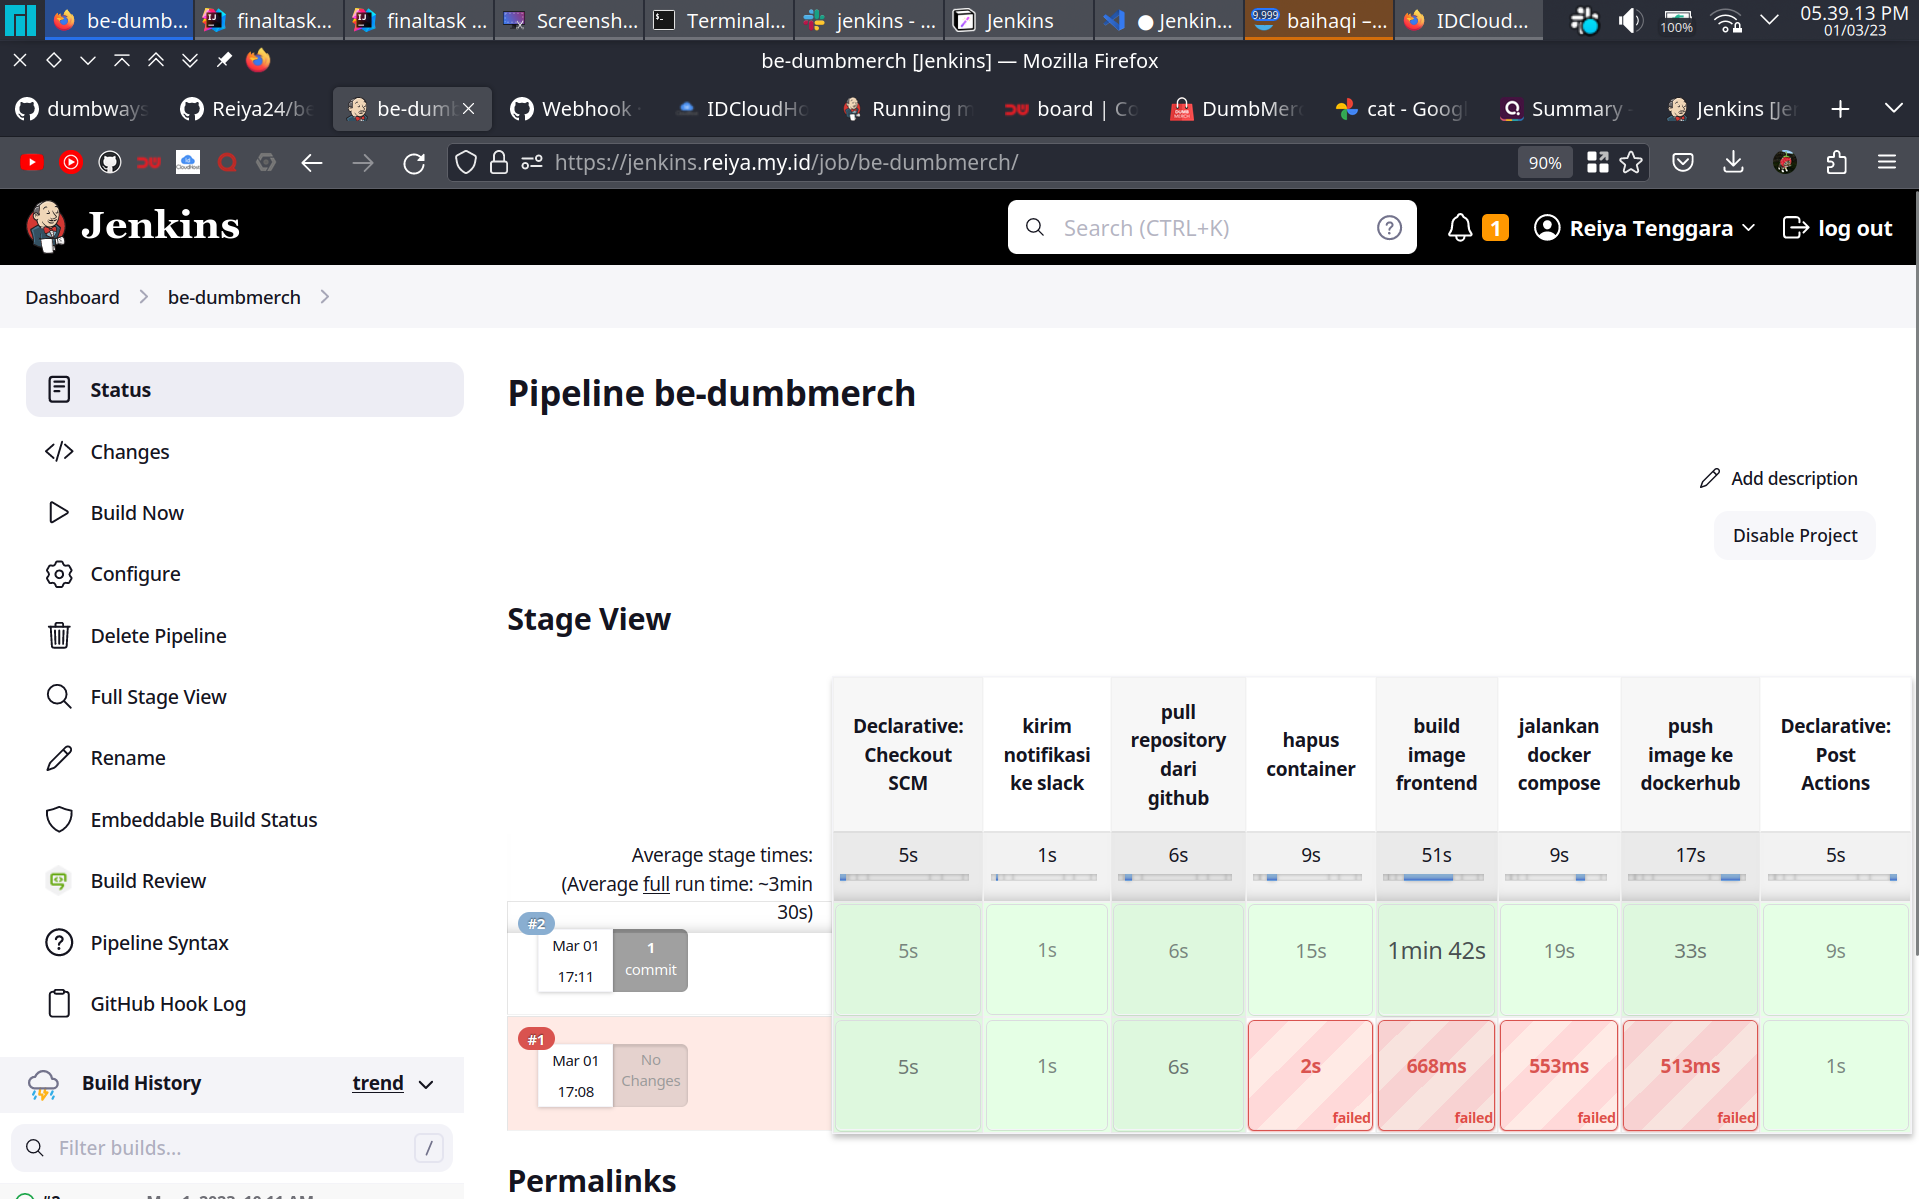 be-dumb...
finaltask...
finaltask ...
Screensh...
Terminal...
jenkins - ...
Jenkins
● Jenkin...
9,999
baihaqi –...
IDCloud...
100%
05.39.13 PM
01/03/23
be-dumbmerch [Jenkins] — Mozilla Firefox
dumbways
Reiya24/be
be-dumb
Webhook
IDCloudHo
Running m
board | Co
DumbMerc
cat - Googl
Summary -
Jenkins [Je
https://jenkins.reiya.my.id/job/be-dumbmerch/
90%
Jenkins
Search (CTRL+K)
1
Reiya Tenggara
log out
Dashboard
be-dumbmerch
Status
Changes
Build Now
Configure
Delete Pipeline
Full Stage View
Rename
Embeddable Build Status
Build Review
Pipeline Syntax
GitHub Hook Log
Build History
trend
Filter builds...
/
Pipeline be-dumbmerch
Add description
Disable Project
Stage View
Declarative:
Checkout
SCM
kirim
notifikasi
ke slack
pull
repository
dari
github
hapus
container
build
image
frontend
jalankan
docker
compose
push
image ke
dockerhub
Declarative:
Post
Actions
Average stage times:
(Average full run time: ~3min
30s)
5s
1s
6s
9s
51s
9s
17s
5s
#2
Mar 01
17:11
1
commit
5s
1s
6s
15s
1min 42s
19s
33s
9s
#1
Mar 01
17:08
No
Changes
5s
1s
6s
2s
failed
668ms
failed
553ms
failed
513ms
failed
1s
Permalinks